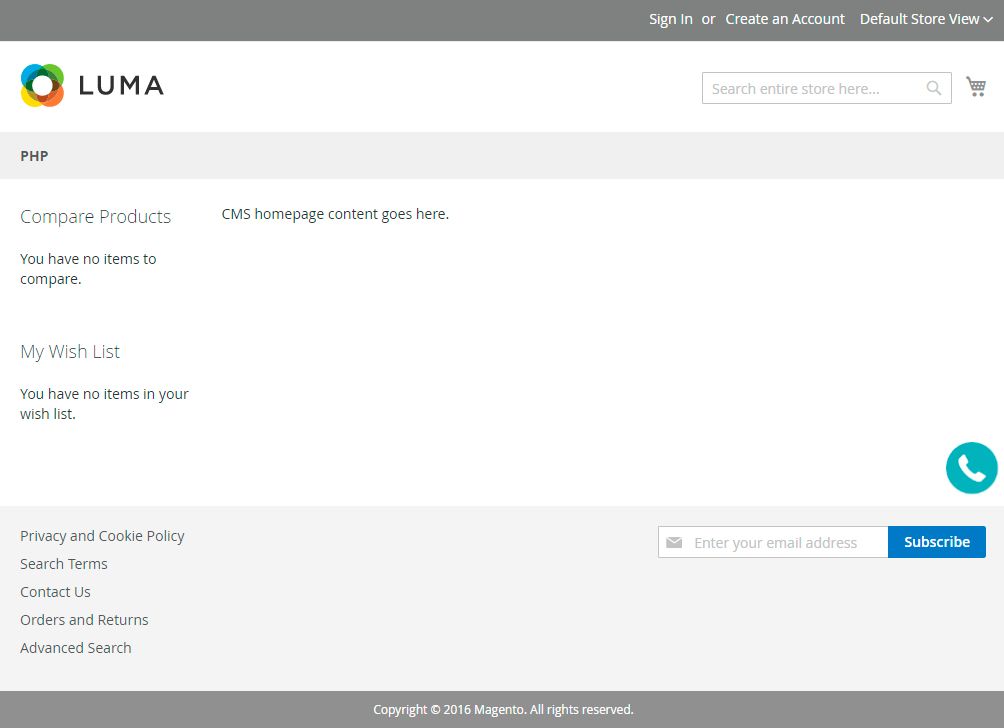 Sign In or Create an Account Default Store View
LUMA
Search entire store here...
PHP
Compare Products
CMS homepage content goes here.
You have no items to
compare.
My Wish List
You have no items in your
wish list.
Privacy and Cookie Policy
Enter your email address
Subscribe
Search Terms
Contact Us
Orders and Returns
Advanced Search
Copyright © 2016 Magento. All rights reserved.